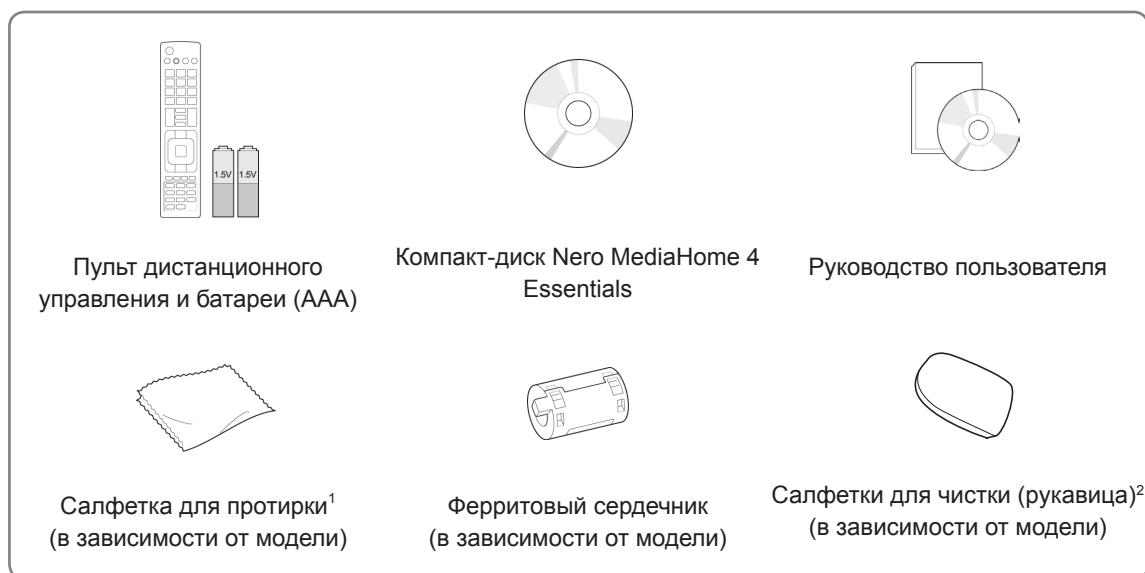 1.5V 1.5V
Пульт дистанционного
управления и батареи (AAA)
Компакт-диск Nero MediaHome 4
Essentials
Руководство пользователя
Салфетка для протирки¹
(в зависимости от модели)
Ферритовый сердечник
(в зависимости от модели)
Салфетки для чистки (рукавица)²
(в зависимости от модели)